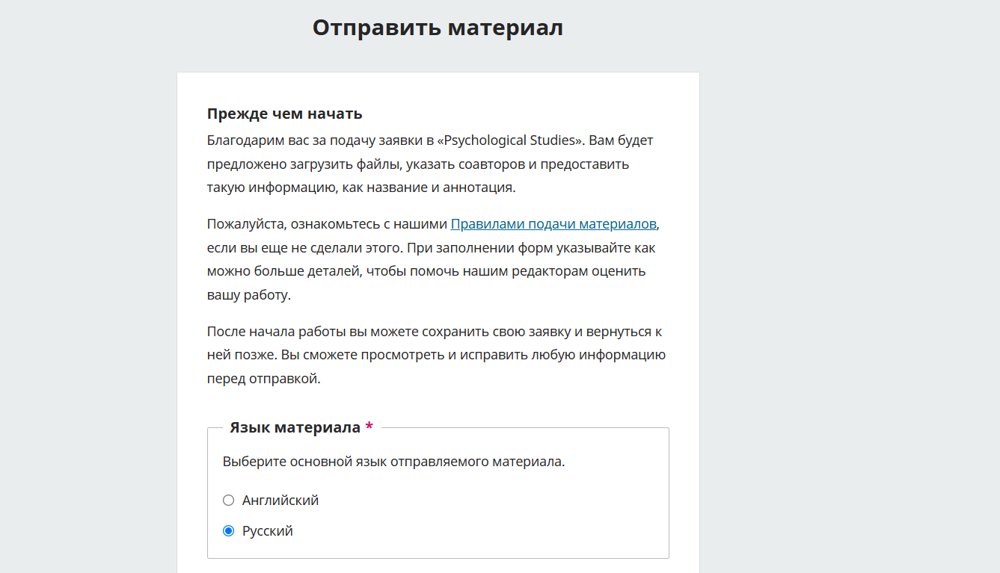 Отправить материал
Прежде чем начать
Благодарим вас за подачу заявки в «Psychological Studies». Вам будет
предложено загрузить файлы, указать соавторов и предоставить
такую информацию, как название и аннотация.
Пожалуйста, ознакомьтесь с нашими Правилами подачи материалов,
если вы еще не сделали этого. При заполнении форм указывайте как
можно больше деталей, чтобы помочь нашим редакторам оценить
вашу работу.
После начала работы вы можете сохранить свою заявку и вернуться к
ней позже. Вы сможете просмотреть и исправить любую информацию
перед отправкой.
Язык материала *
Выберите основной язык отправляемого материала.
Английский
Русский